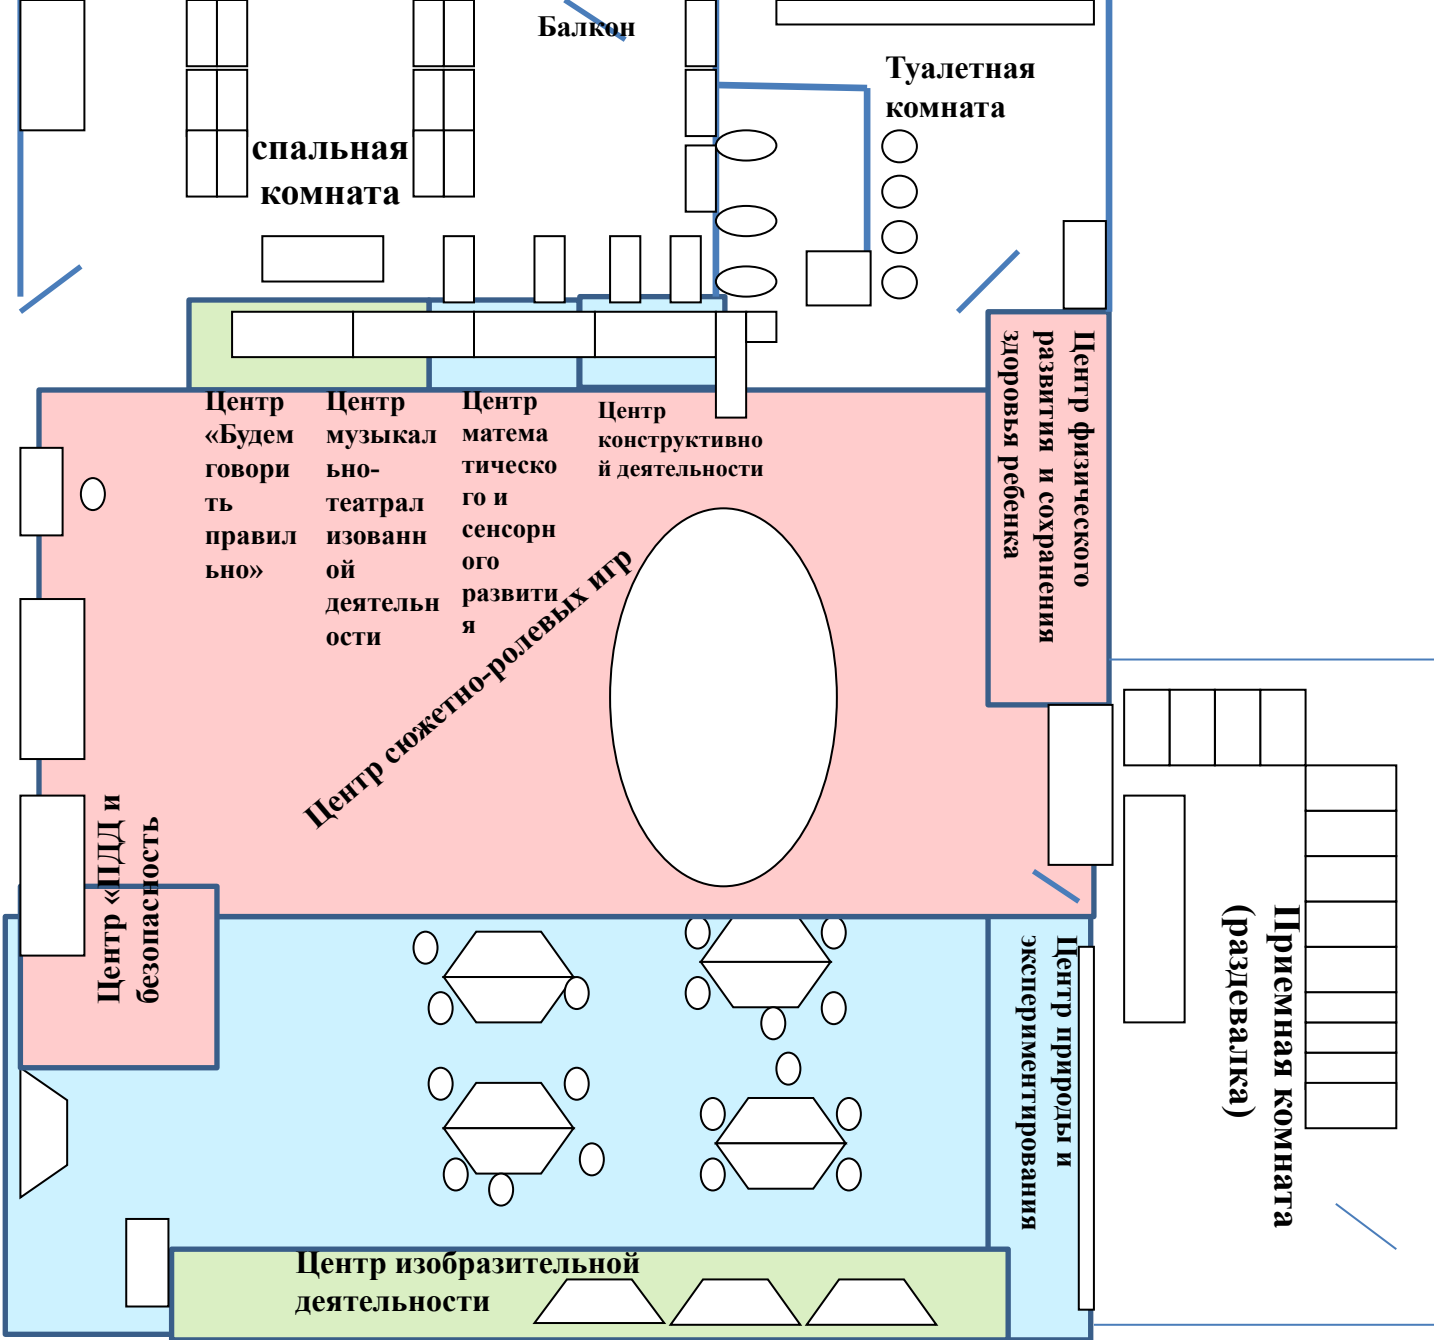 Балкон
Туалетная
комната
спальная
комната
Центр
«Будем
говори
ть
правил
ьно»
Центр
музыкал
ьно-
театрал
изованн
ой
деятельн
ости
Центр
матема
тическо
го и
сенсорн
ого
развити
я
Центр
конструктивно
й деятельности
Центр физического
развития и сохранения
здоровья ребенка
Центр сюжетно-ролевых игр
Центр «ПДД и
безопасность
Центр природы и
экспериментирования
Приемная комната
(раздевалка)
Центр изобразительной
деятельности